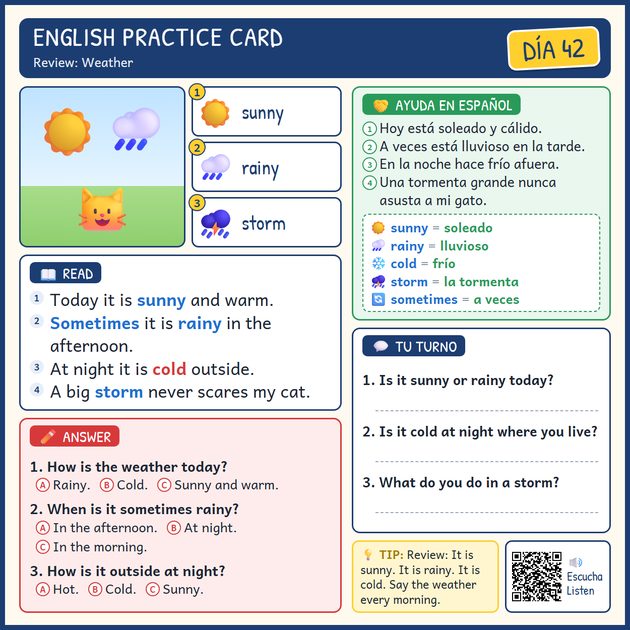 ENGLISH PRACTICE CARD
Review: Weather
DÍA 42
1
sunny
2
rainy
3
storm
READ
1 Today it is sunny and warm.
2 Sometimes it is rainy in the
afternoon.
3 At night it is cold outside.
4 A big storm never scares my cat.
ANSWER
1. How is the weather today?
A Rainy. B Cold. C Sunny and warm.
2. When is it sometimes rainy?
A In the afternoon. B At night.
C In the morning.
3. How is it outside at night?
A Hot. B Cold. C Sunny.
AYUDA EN ESPAÑOL
1 Hoy está soleado y cálido.
2 A veces está lluvioso en la tarde.
3 En la noche hace frío afuera.
4 Una tormenta grande nunca
asusta a mi gato.
sunny = soleado
rainy = lluvioso
cold = frío
storm = la tormenta
sometimes = a veces
TU TURNO
1. Is it sunny or rainy today?
2. Is it cold at night where you live?
3. What do you do in a storm?
TIP: Review: It is
sunny. It is rainy. It is
cold. Say the weather
every morning.
Escucha
Listen